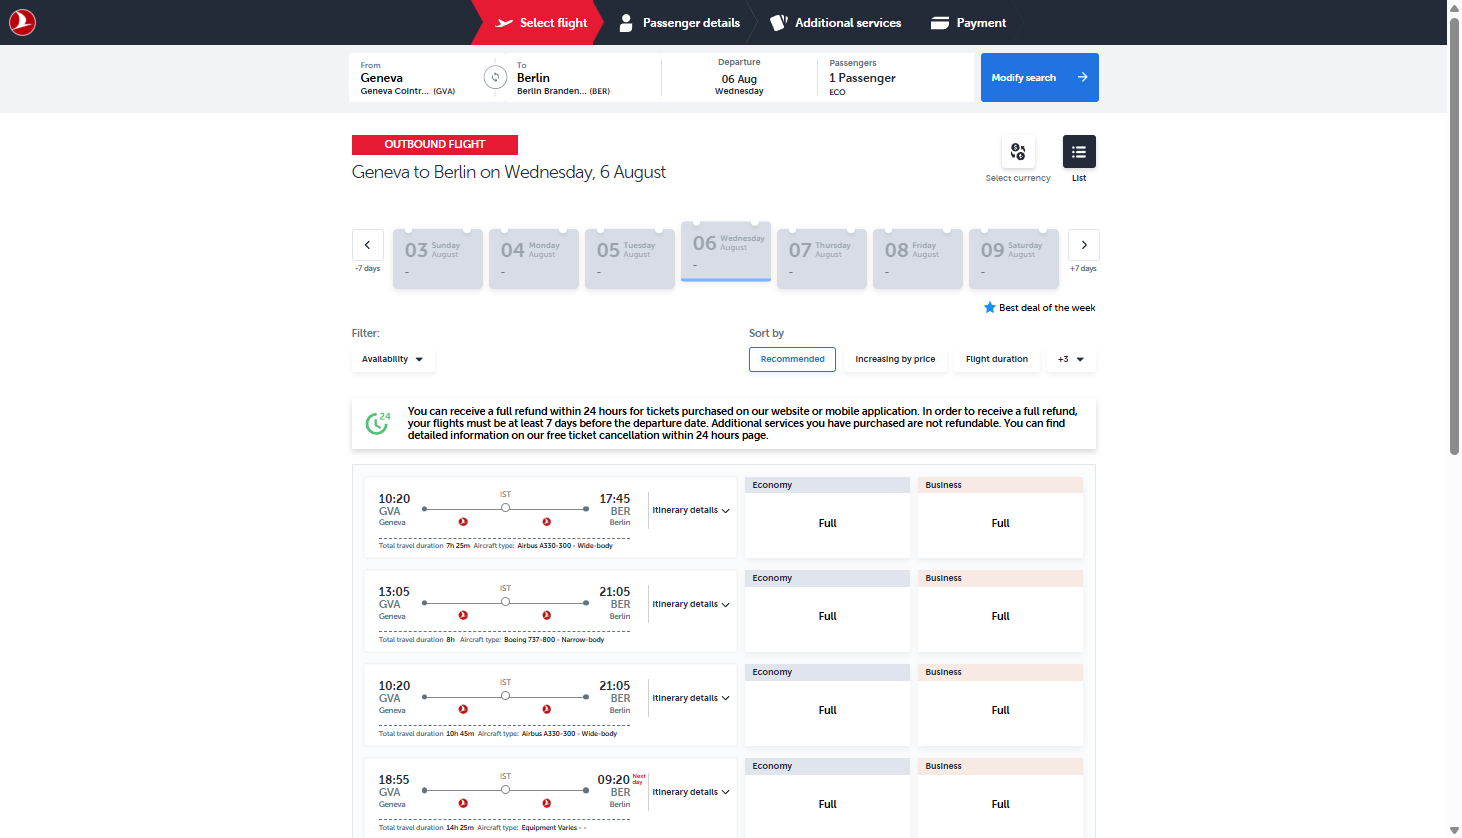 Select flight
Passenger details
Additional services
Payment
From
Geneva
Geneva Cointr... (GVA)
To
Berlin
Berlin Branden... (BER)
Departure
06 Aug
Wednesday
Passengers
1 Passenger
ECO
Modify search
OUTBOUND FLIGHT
Geneva to Berlin on Wednesday, 6 August
Select currency
List
-7 days
03 Sunday August
-
04 Monday August
-
05 Tuesday August
-
06 Wednesday August
-
07 Thursday August
-
08 Friday August
-
09 Saturday August
-
+7 days
Best deal of the week
Filter:
Availability
Sort by
Recommended
Increasing by price
Flight duration
+3
24
You can receive a full refund within 24 hours for tickets purchased on our website or mobile application. In order to receive a full refund,
your flights must be at least 7 days before the departure date. Additional services you have purchased are not refundable. You can find
detailed information on our free ticket cancellation within 24 hours page.
10:20
GVA
Geneva
IST
17:45
BER
Berlin
Itinerary details
Total travel duration 7h 25m Aircraft type: Airbus A330-300 - Wide-body
Economy
Full
Business
Full
13:05
GVA
Geneva
IST
21:05
BER
Berlin
Itinerary details
Total travel duration 8h Aircraft type: Boeing 737-800 - Narrow-body
Economy
Full
Business
Full
10:20
GVA
Geneva
IST
21:05
BER
Berlin
Itinerary details
Total travel duration 10h 45m Aircraft type: Airbus A330-300 - Wide-body
Economy
Full
Business
Full
18:55
GVA
Geneva
IST
09:20 Next day
BER
Berlin
Itinerary details
Total travel duration 14h 25m Aircraft type: Equipment Varies - -
Economy
Full
Business
Full